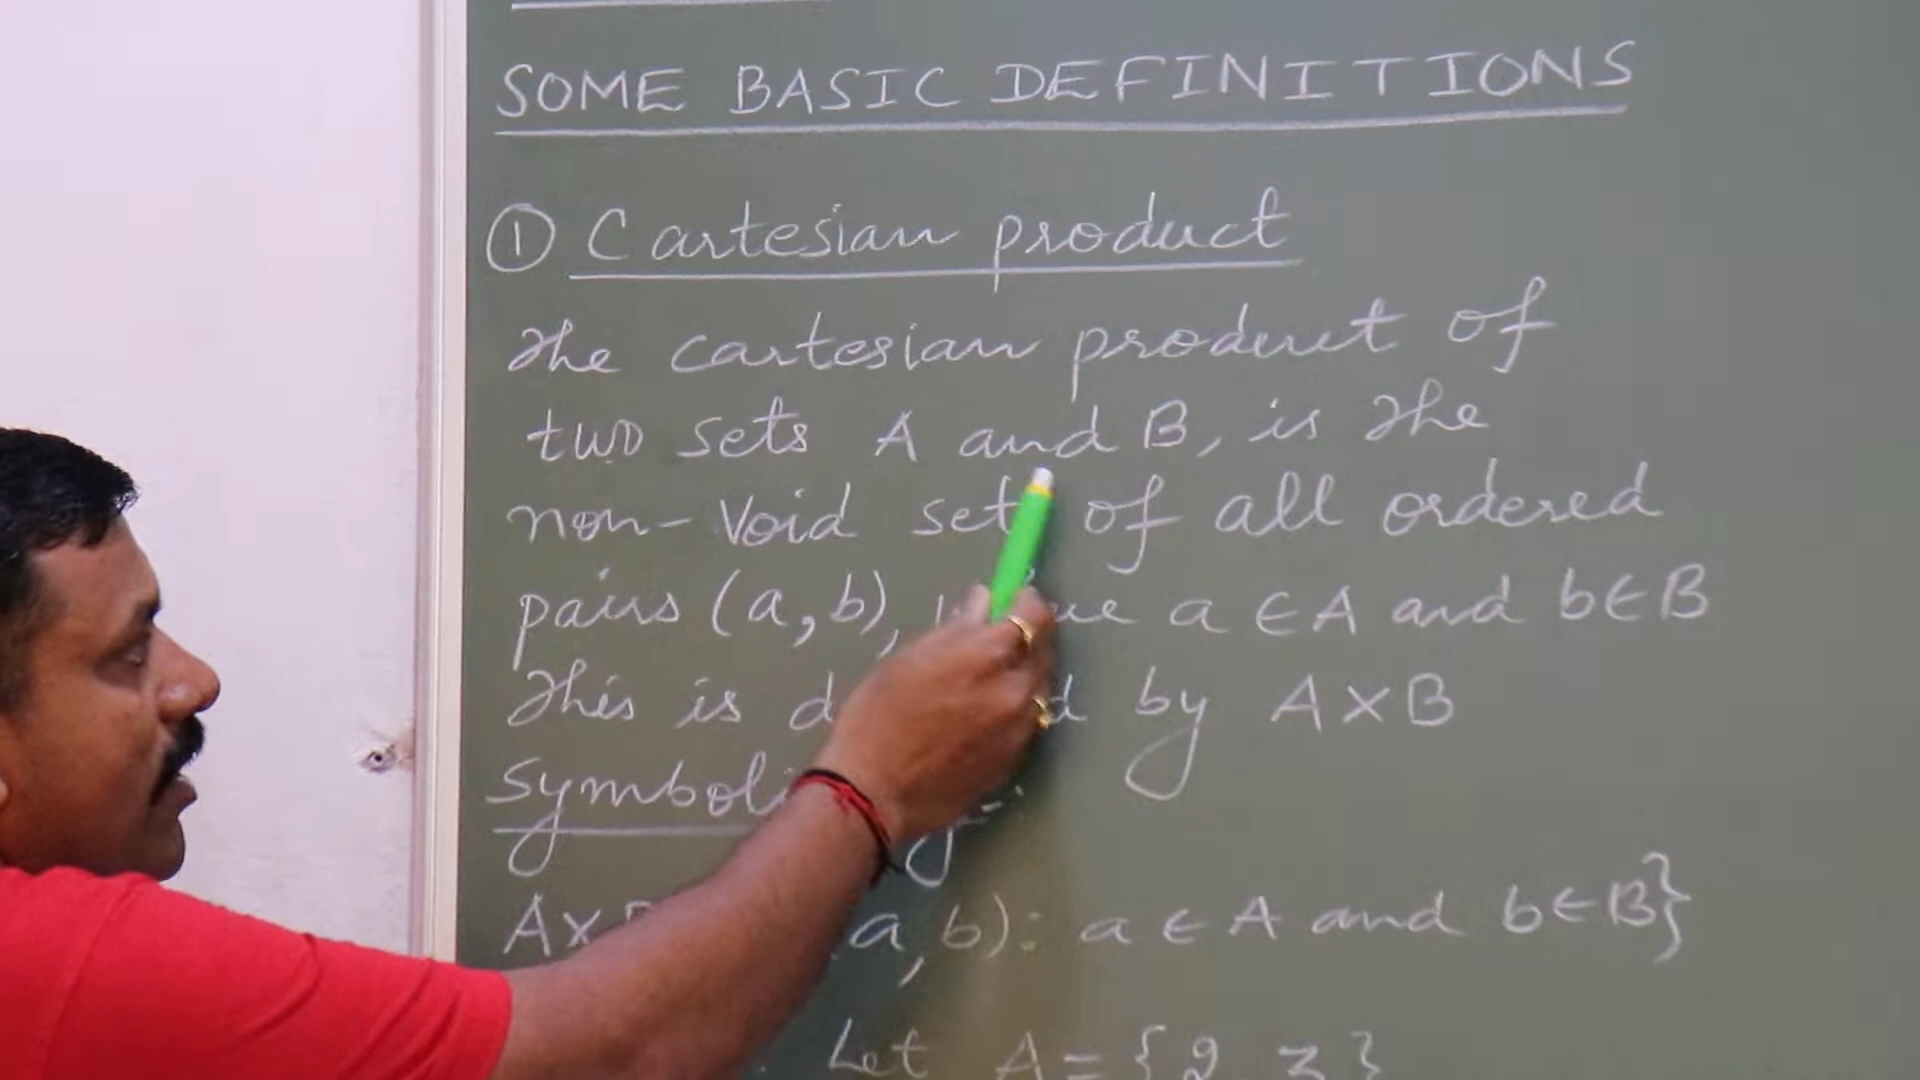 SOME BASIC DEFINITIONS
① Cartesian product
The cartesian product of
two sets A and B, is the
non-void set of all ordered
pairs (a, b), a ∈ A and b ∈ B
This is by A × B
A × a, b) : a ∈ A and b ∈ B}
Let A = {2, 3}